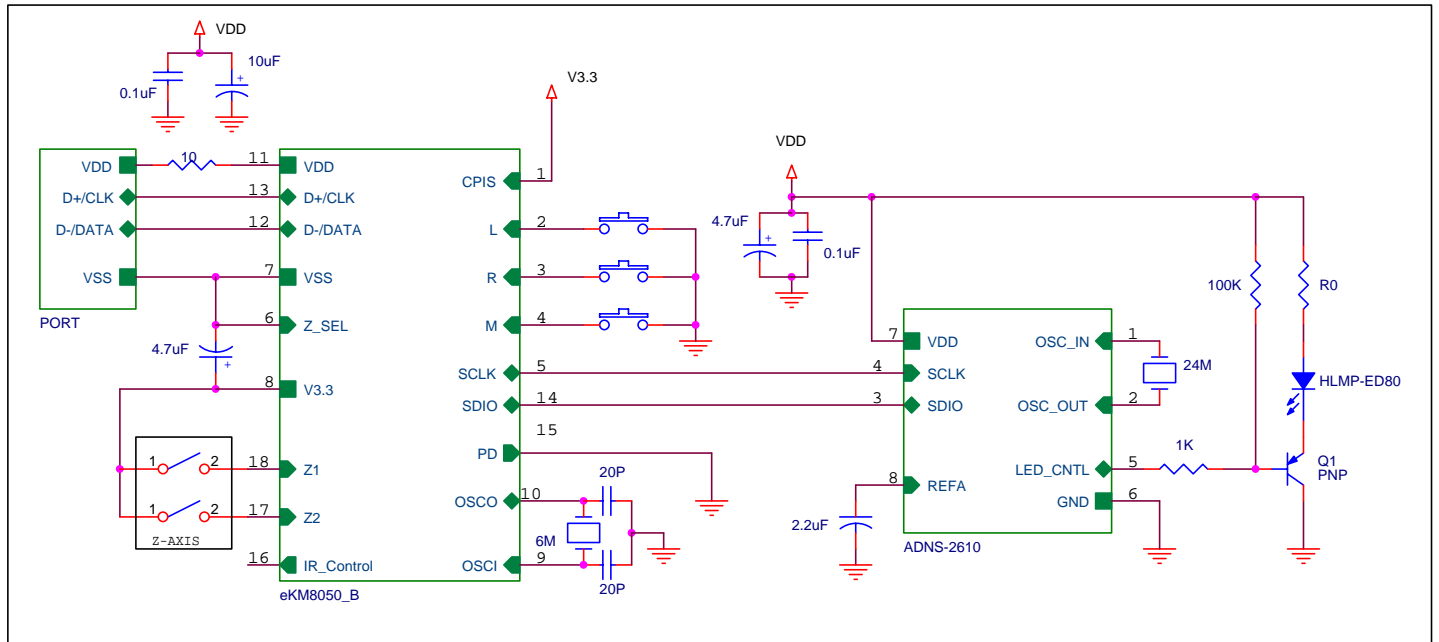 VDD
10uF
+
0.1uF
V3.3
VDD
VDD
10
11
VDD
CPIS
1
D+/CLK
13
D+/CLK
D-/DATA
12
D-/DATA
L
2
4.7uF
+
0.1uF
VSS
7
VSS
R
3
100K
R0
PORT
6
Z_SEL
M
4
4.7uF
+
7
VDD
OSC_IN
1
SCLK
5
4
SCLK
24M
8
V3.3
HLMP-ED80
SDIO
14
3
SDIO
OSC_OUT
2
15
PD
1K
1
2
18
Z1
LED_CNTL
5
Q1
PNP
20P
8
REFA
OSCO
10
GND
6
1
2
17
Z2
2.2uF
Z-AXIS
6M
ADNS-2610
16
IR_Control
OSCI
9
20P
eKM8050_B